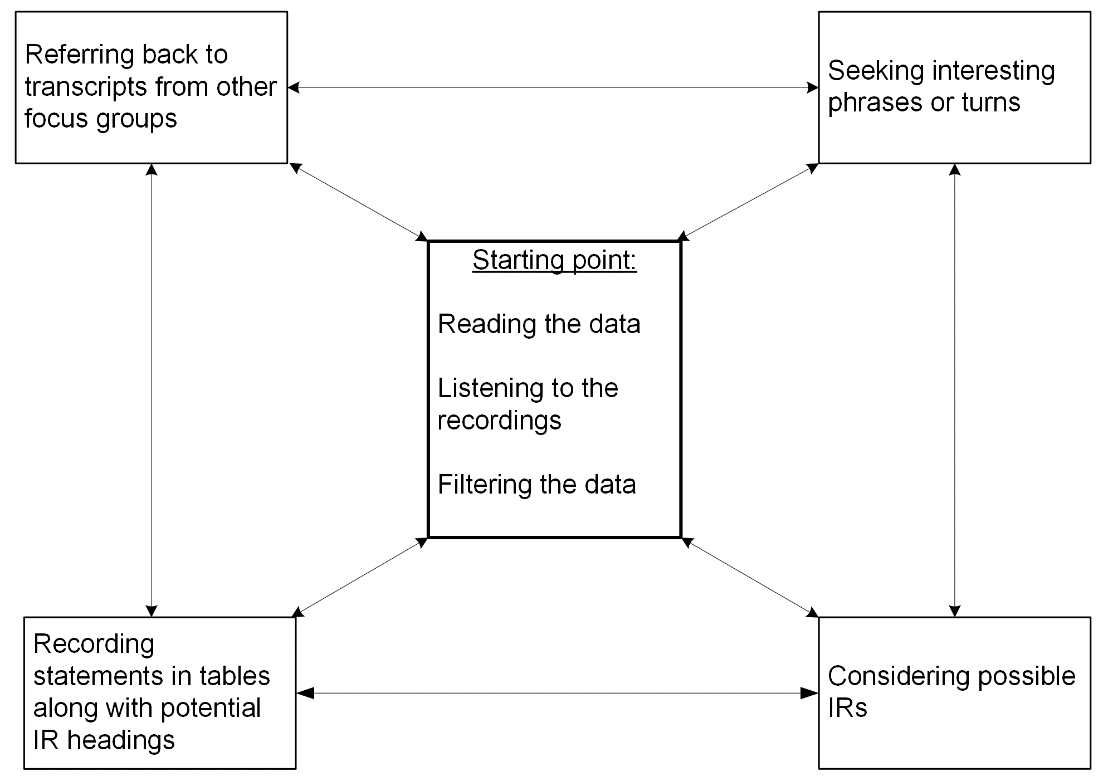 Referring back to
transcripts from other
focus groups
Seeking interesting
phrases or turns
Starting point:
Reading the data
Listening to the
recordings
Filtering the data
Recording
statements in tables
along with potential
IR headings
Considering possible
IRs